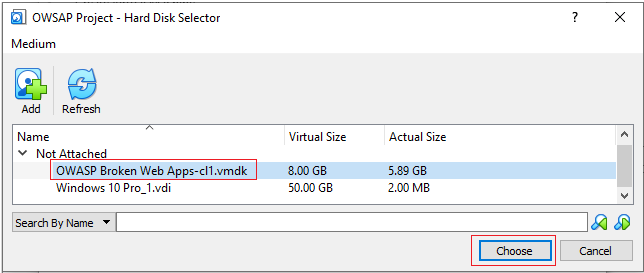 OWSAP Project - Hard Disk Selector
Medium
Add Refresh
Name Virtual Size Actual Size
Not Attached
OWASP Broken Web Apps-cl1.vmdk 8.00 GB 5.89 GB
Windows 10 Pro_1.vdi 50.00 GB 2.00 MB
Search By Name
Choose Cancel